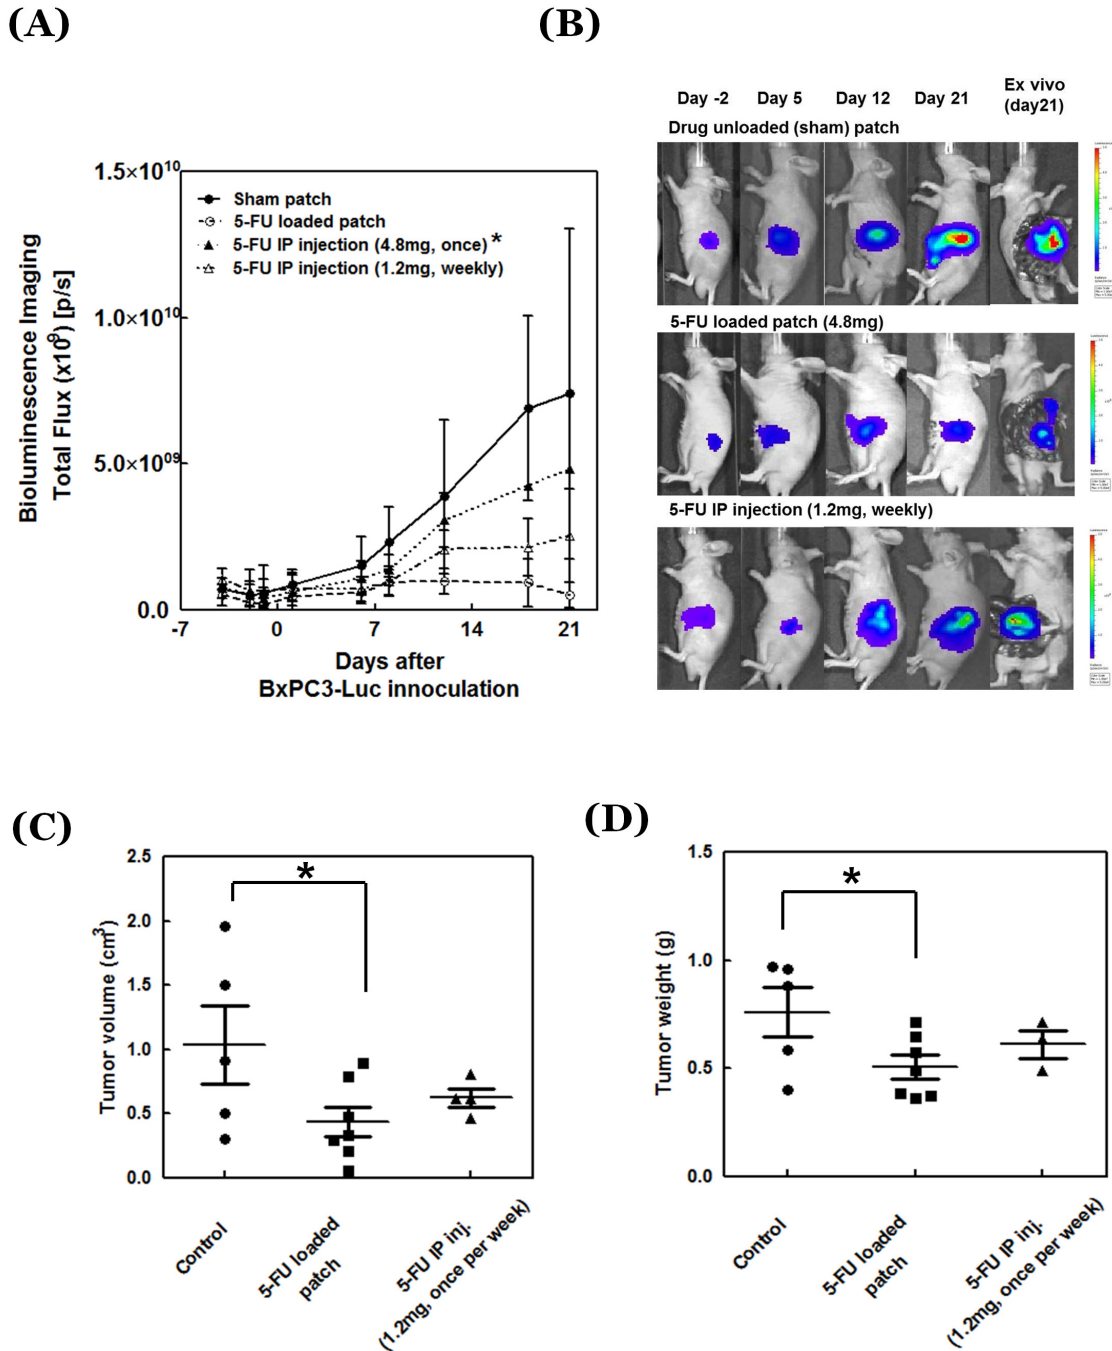 (A)
1.5×10¹⁰
1.0×10¹⁰
5.0×10⁰⁹
0.0
Bioluminescence Imaging
Total Flux (x10⁹) [p/s]
Sham patch
5-FU loaded patch
5-FU IP injection (4.8mg, once) *
5-FU IP injection (1.2mg, weekly)
-7 0 7 14 21
Days after
BxPC3-Luc innoculation
(B)
Day -2 Day 5 Day 12 Day 21 Ex vivo
(day21)
Drug unloaded (sham) patch
5-FU loaded patch (4.8mg)
5-FU IP injection (1.2mg, weekly)
(C)
2.5
2.0
1.5
1.0
0.5
0.0
Tumor volume (cm³)
*
Control
5-FU loaded
patch
5-FU IP inj.
(1.2mg, once per week)
(D)
1.5
1.0
0.5
0.0
Tumor weight (g)
*
Control
5-FU loaded
patch
5-FU IP inj.
(1.2mg, once per week)